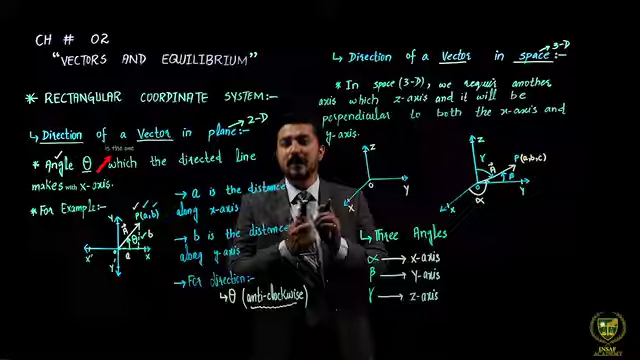 CH # 02
"VECTORS AND EQUILIBRIUM"
* RECTANGULAR COORDINATE SYSTEM:-
↳ Direction of a Vector in plane:- → 2-D
is the one
* Angle θ which the directed line
makes with x-axis.
* For Example:-
Y
P(a,b)
A
b
θ
X' O a X
Y'
→ a is the distance
along x-axis
→ b is the distance
along y-axis
→ For direction:-
↳ θ (anti-clockwise)
↳ Direction of a Vector in space:- → 3-D
* In space (3-D), we require another
axis which z-axis and it will be
perpendicular to both the x-axis and
y-axis.
Z
O
Y
X
Z
P(a,b,c)
γ
A
β
O
α
Y
X
↳ Three Angles
α → x-axis
β → y-axis
γ → z-axis
INSAF
ACADEMY